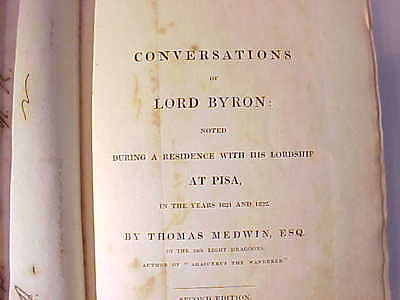 CONVERSATIONS
OF
LORD BYRON:
NOTED
DURING A RESIDENCE WITH HIS LORDSHIP
AT PISA,
IN THE YEARS 1821 AND 1822.
BY THOMAS MEDWIN, ESQ.
OF THE 24th LIGHT DRAGOONS,
AUTHOR OF "AHASUERUS THE WANDERER."
SECOND EDITION.